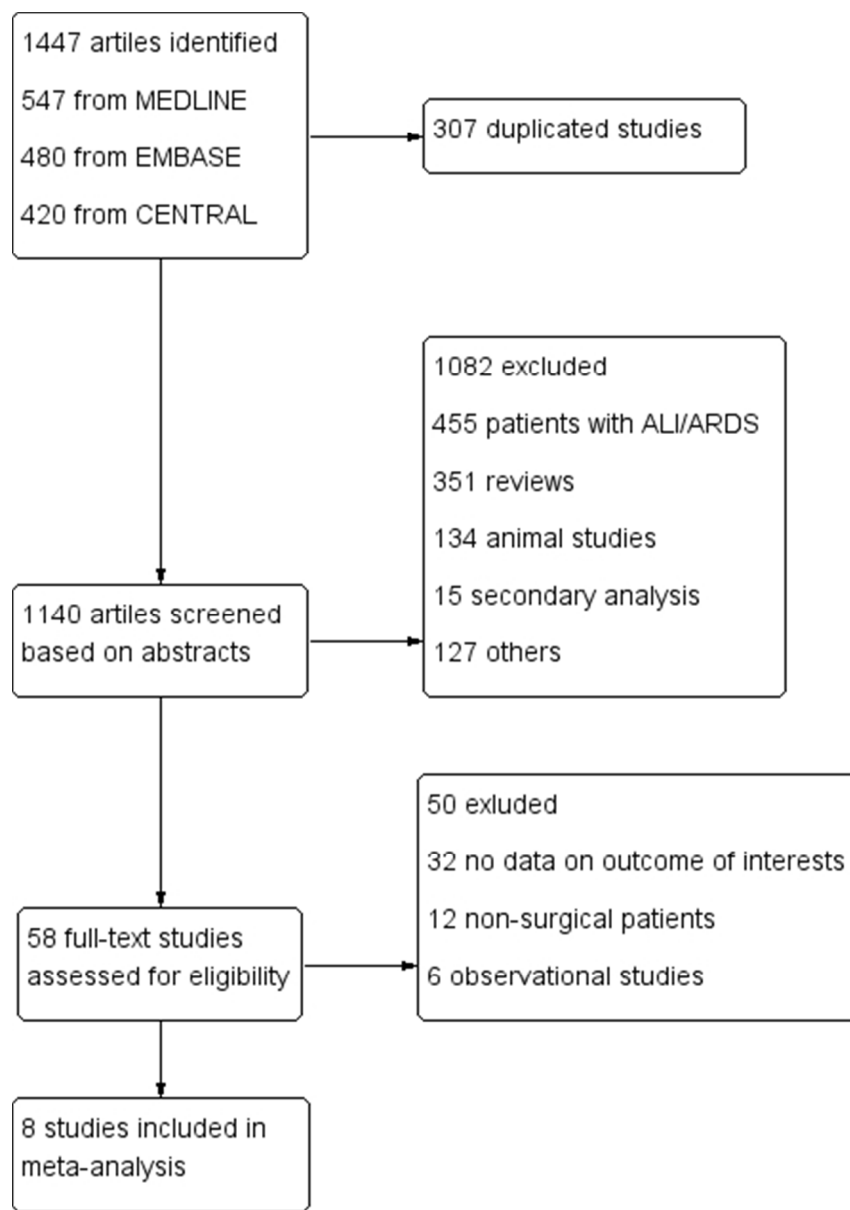 1447 artiles identified
547 from MEDLINE
480 from EMBASE
420 from CENTRAL
307 duplicated studies
1082 excluded
455 patients with ALI/ARDS
351 reviews
134 animal studies
15 secondary analysis
127 others
1140 artiles screened
based on abstracts
50 exluded
32 no data on outcome of interests
12 non-surgical patients
6 observational studies
58 full-text studies
assessed for eligibility
8 studies included in
meta-analysis